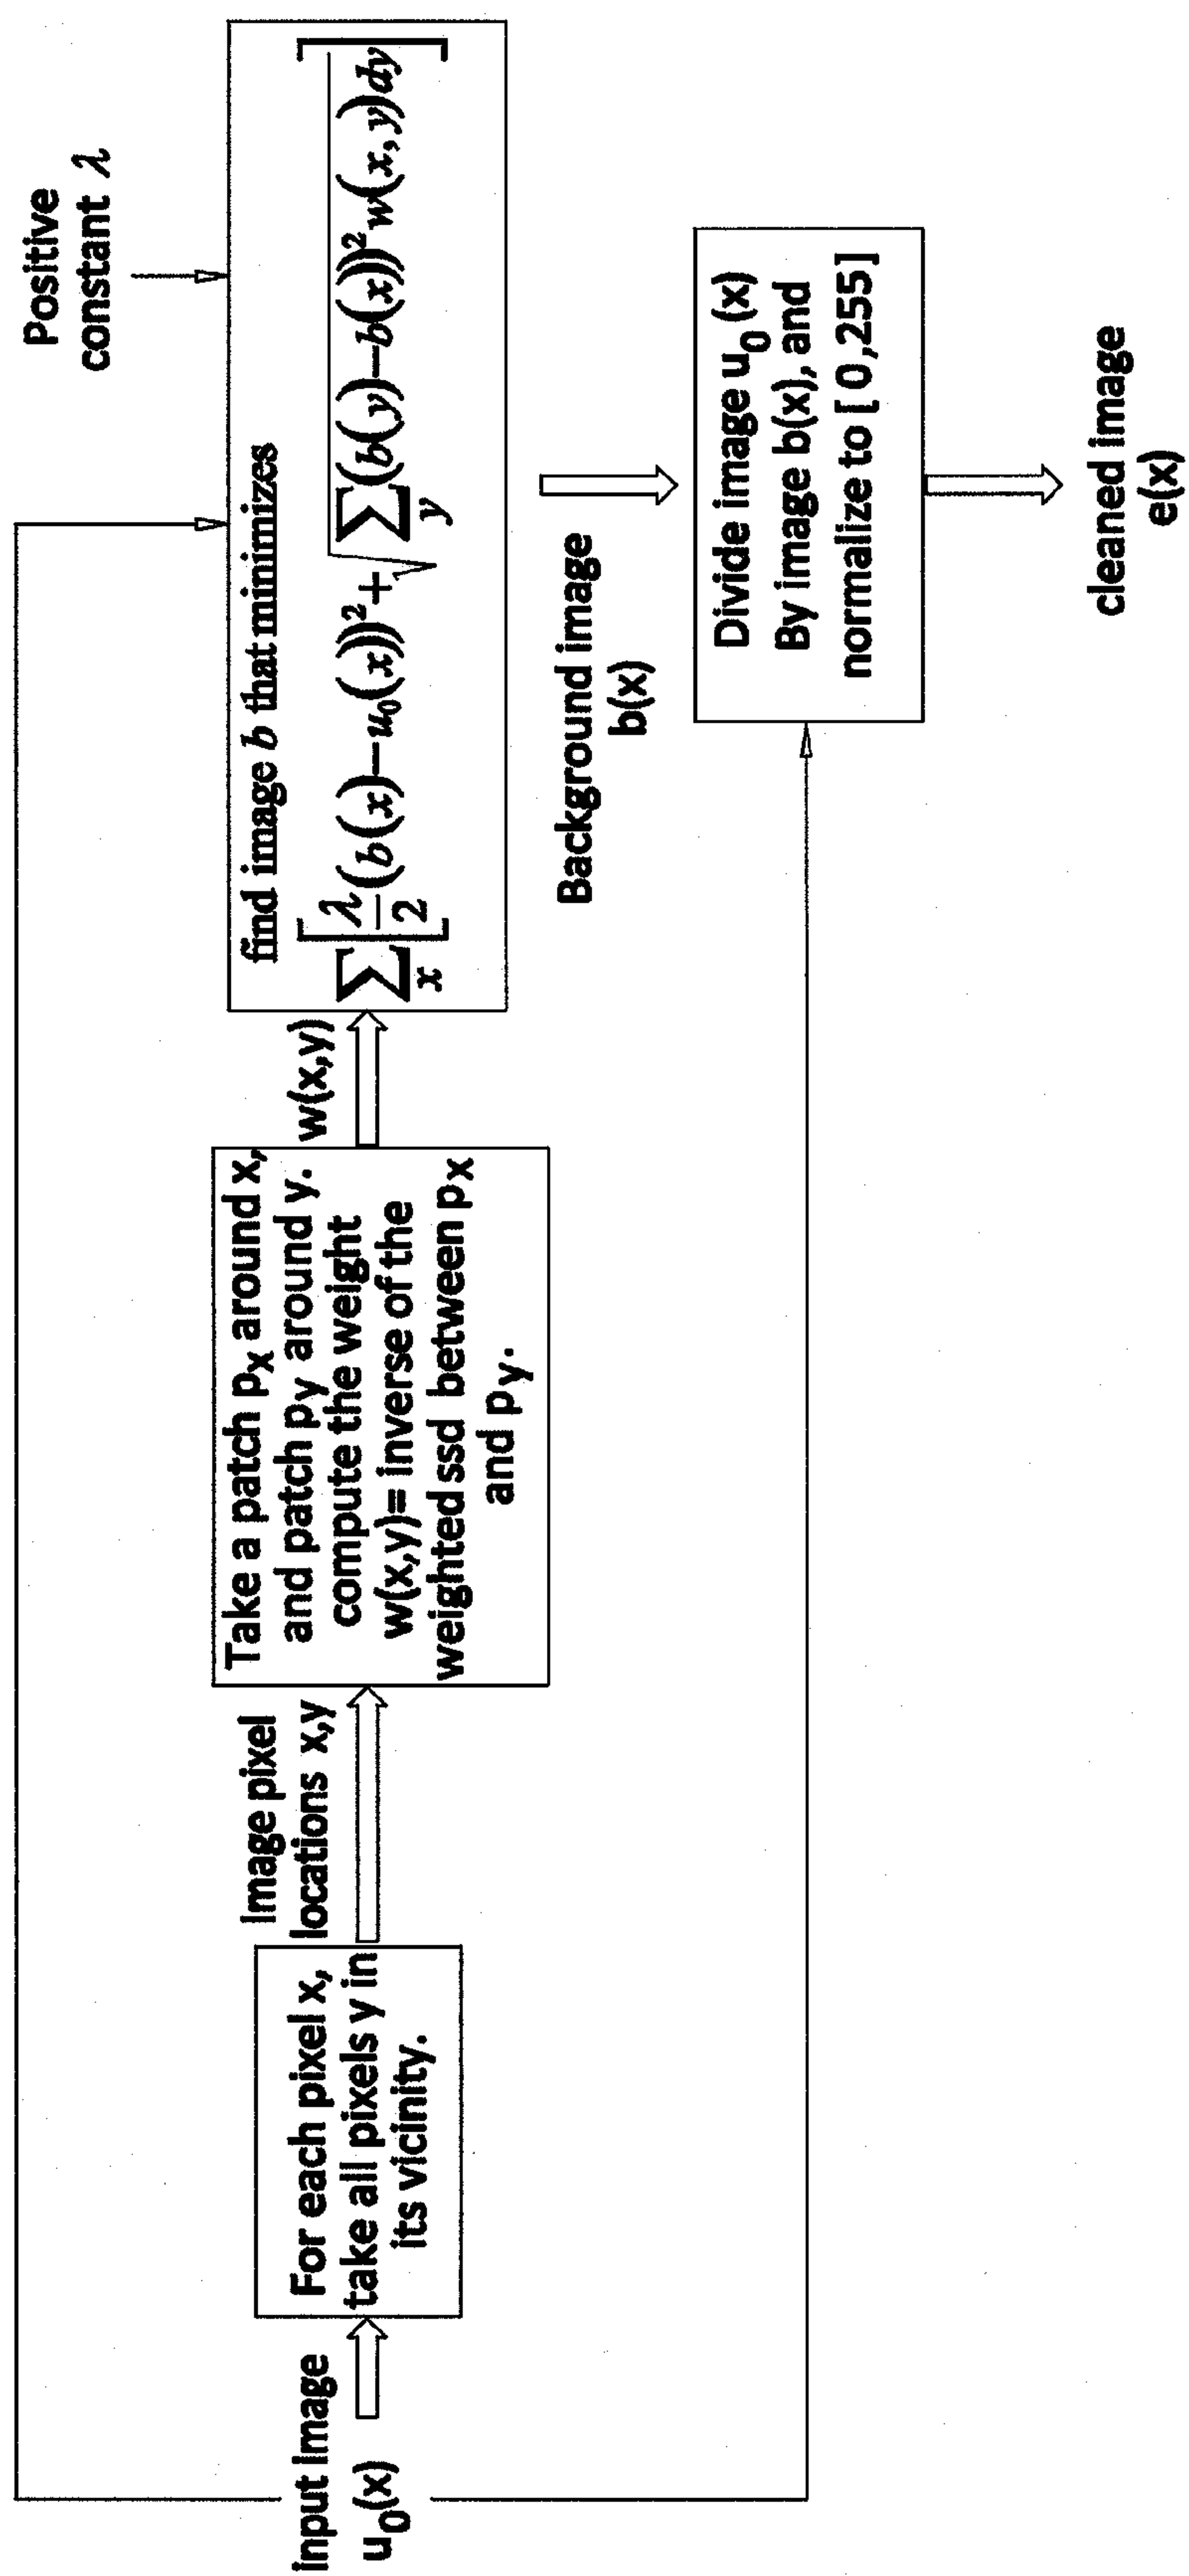 input image
u₀(x)
For each pixel x,
take all pixels y in
its vicinity.
Image pixel
locations x,y
Take a patch pₓ around x,
and patch py around y.
compute the weight
w(x,y)= inverse of the
weighted ssd between pₓ
and py.
w(x,y)
Positive
constant λ
find image b that minimizes
∑ₓ[λ/2(b(x)−u₀(x))²+√∑y(b(y)−b(x))²w(x,y)dy]
Background image
b(x)
Divide image u₀(x)
By image b(x), and
normalize to [0,255]
cleaned image
e(x)